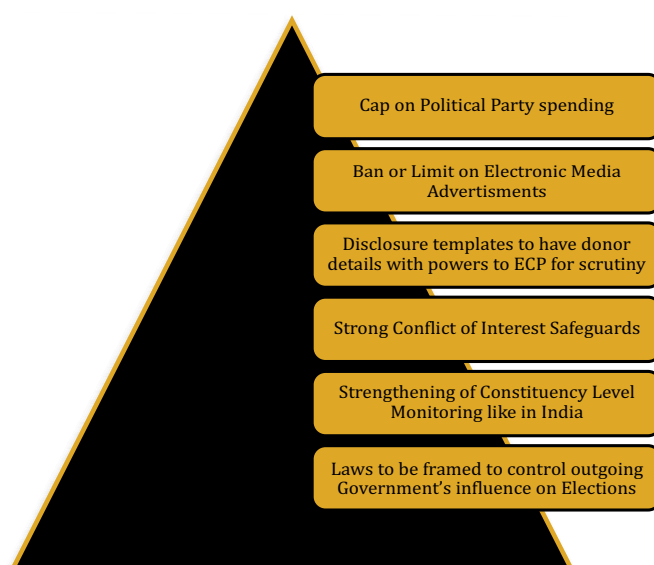 Cap on Political Party spending
Ban or Limit on Electronic Media
Advertisments
Disclosure templates to have donor
details with powers to ECP for scrutiny
Strong Conflict of Interest Safeguards
Strengthening of Constituency Level
Monitoring like in India
Laws to be framed to control outgoing
Government’s influence on Elections